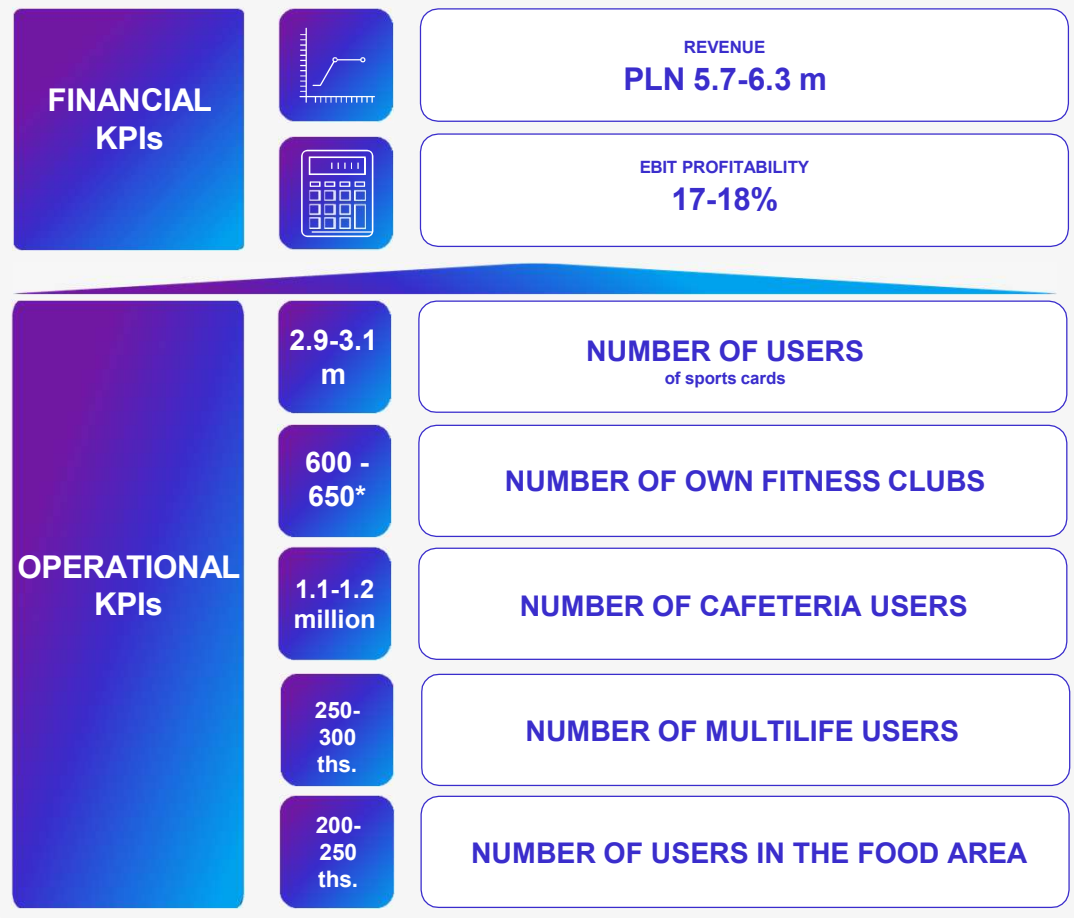 FINANCIAL
KPIs
REVENUE
PLN 5.7-6.3 m
EBIT PROFITABILITY
17-18%
OPERATIONAL
KPIs
2.9-3.1
m
NUMBER OF USERS
of sports cards
600 -
650*
NUMBER OF OWN FITNESS CLUBS
1.1-1.2
million
NUMBER OF CAFETERIA USERS
250-
300
ths.
NUMBER OF MULTILIFE USERS
200-
250
ths.
NUMBER OF USERS IN THE FOOD AREA